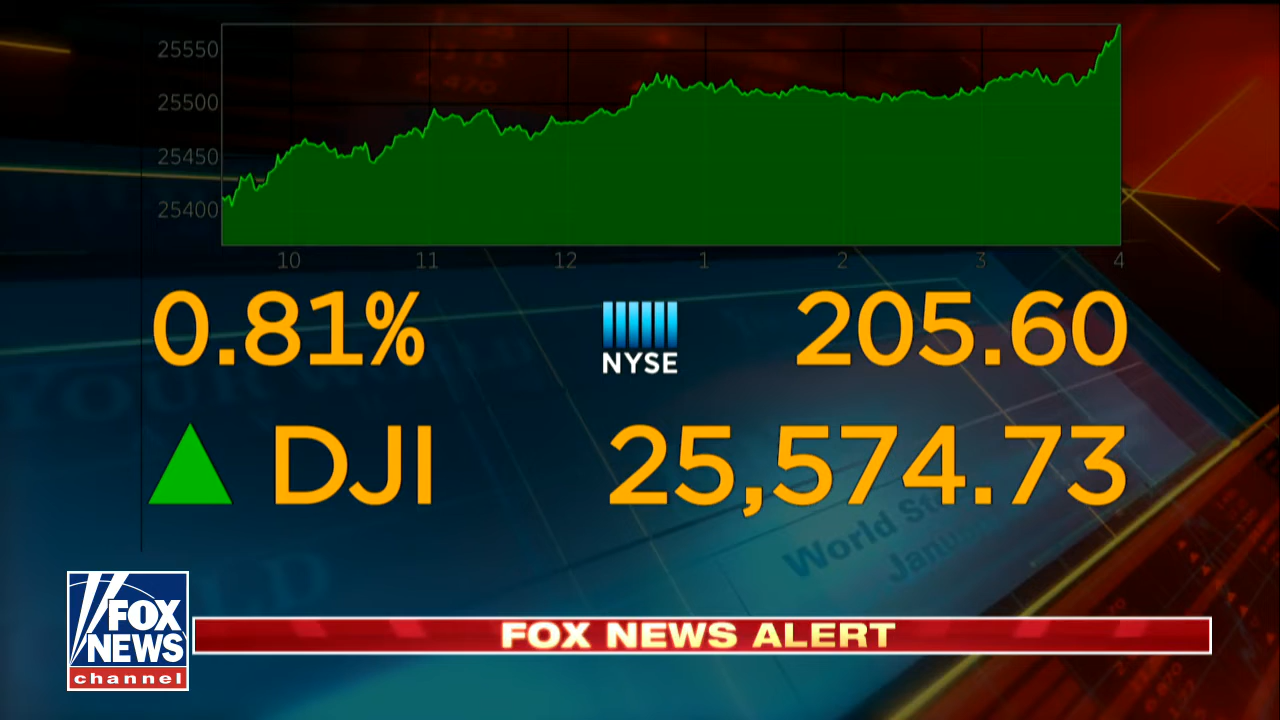 25550
25500
25450
25400
10 11 12 1 2 3 4
0.81% NYSE 205.60
DJI 25,574.73
World
FOX
NEWS
channel
FOX NEWS ALERT